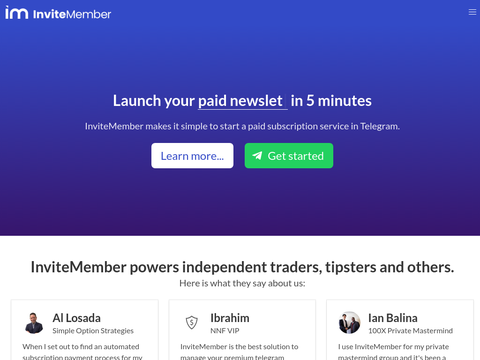 im InviteMember
Launch your paid newslet in 5 minutes
InviteMember makes it simple to start a paid subscription service in Telegram.
Learn more...
Get started
InviteMember powers independent traders, tipsters and others.
Here is what they say about us:
Al Losada
Simple Option Strategies
When I set out to find an automated
subscription payment process for my
Ibrahim
NNF VIP
InviteMember is the best solution to
manage your premium telegram
Ian Balina
100X Private Mastermind
I use InviteMember for my private
mastermind group and it's been a